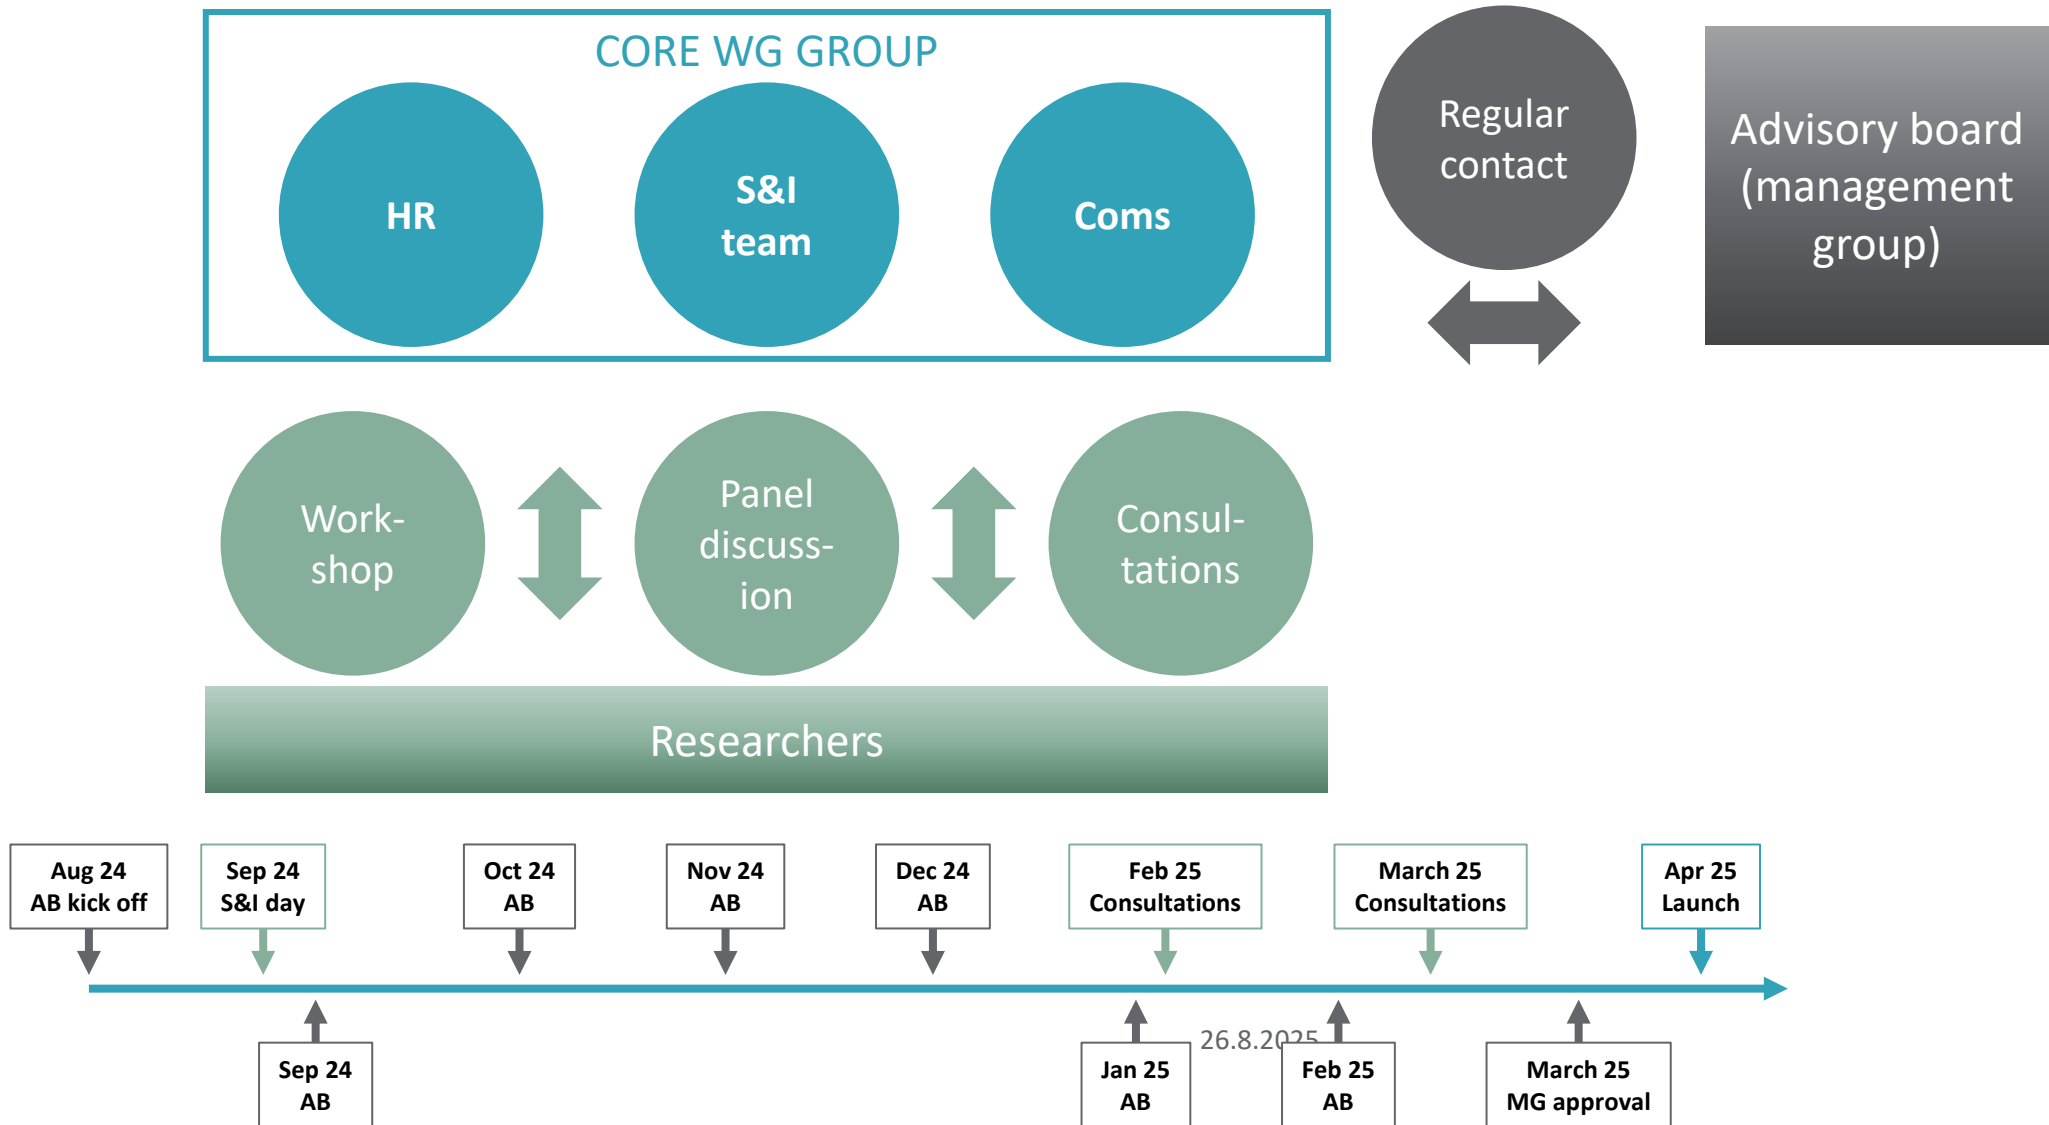 CORE WG GROUP
HR
S&I
team
Coms
Regular
contact
Advisory board
(management
group)
Work-
shop
Panel
discuss-
ion
Consul-
tations
Researchers
Aug 24
AB kick off
Sep 24
S&I day
Oct 24
AB
Nov 24
AB
Dec 24
AB
Feb 25
Consultations
March 25
Consultations
Apr 25
Launch
Sep 24
AB
Jan 25
AB
26.8.2025
Feb 25
AB
March 25
MG approval